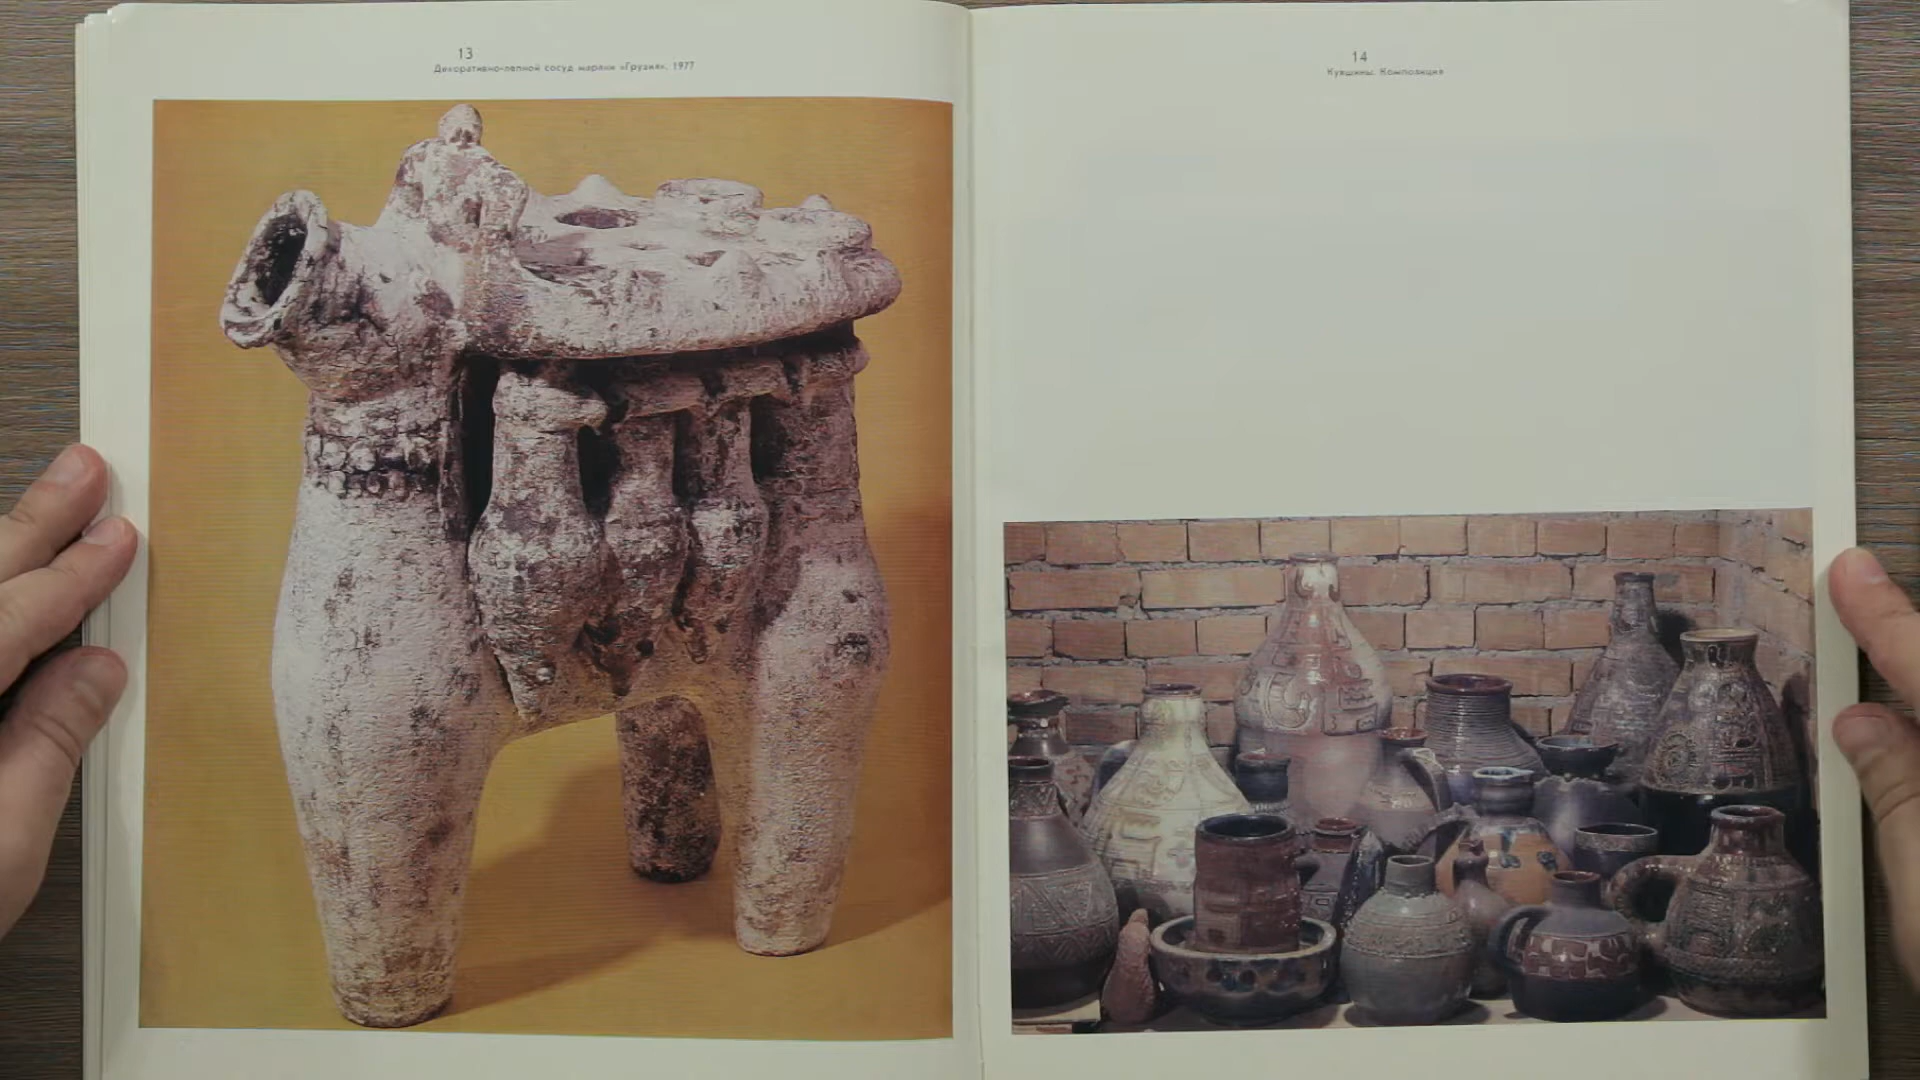 13
Декоративно-лепной сосуд марани «Грузия». 1977
14
Кувшины. Композиция